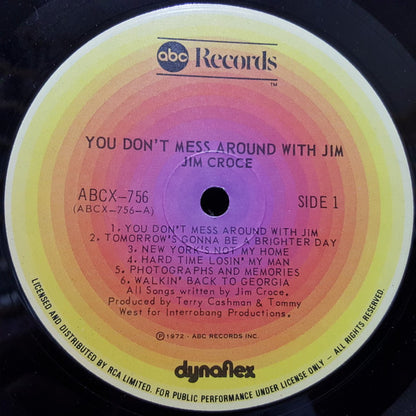 abc Records
TM
YOU DON'T MESS AROUND WITH JIM
JIM CROCE
ABCX-756
(ABCX-756-A)
SIDE 1
1. YOU DON'T MESS AROUND WITH JIM
2. TOMORROW'S GONNA BE A BRIGHTER DAY
3. NEW YORK'S NOT MY HOME
4. HARD TIME LOSIN' MY MAN
5. PHOTOGRAPHS AND MEMORIES
6. WALKIN' BACK TO GEORGIA
All Songs written by Jim Croce.
Produced by Terry Cashman & Tommy
West for Interrobang Productions.
Ⓟ1972 - ABC RECORDS INC.
dynaflex
LICENSED AND DISTRIBUTED BY RCA LIMITED. FOR PUBLIC PERFORMANCE UNDER LICENSE ONLY - ALL RIGHTS RESERVED.